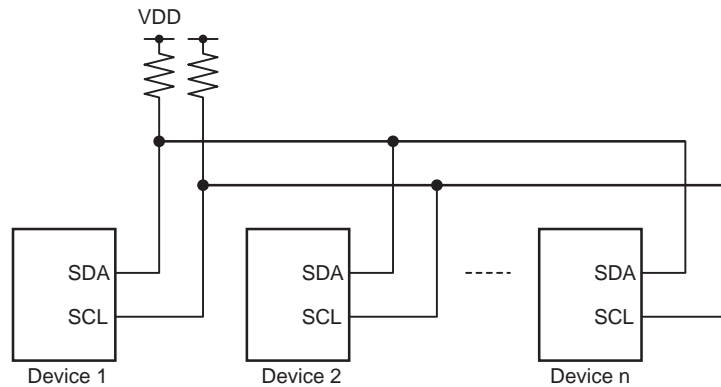 VDD
SDA
SCL
SDA
SCL
SDA
SCL
Device 1
Device 2
Device n